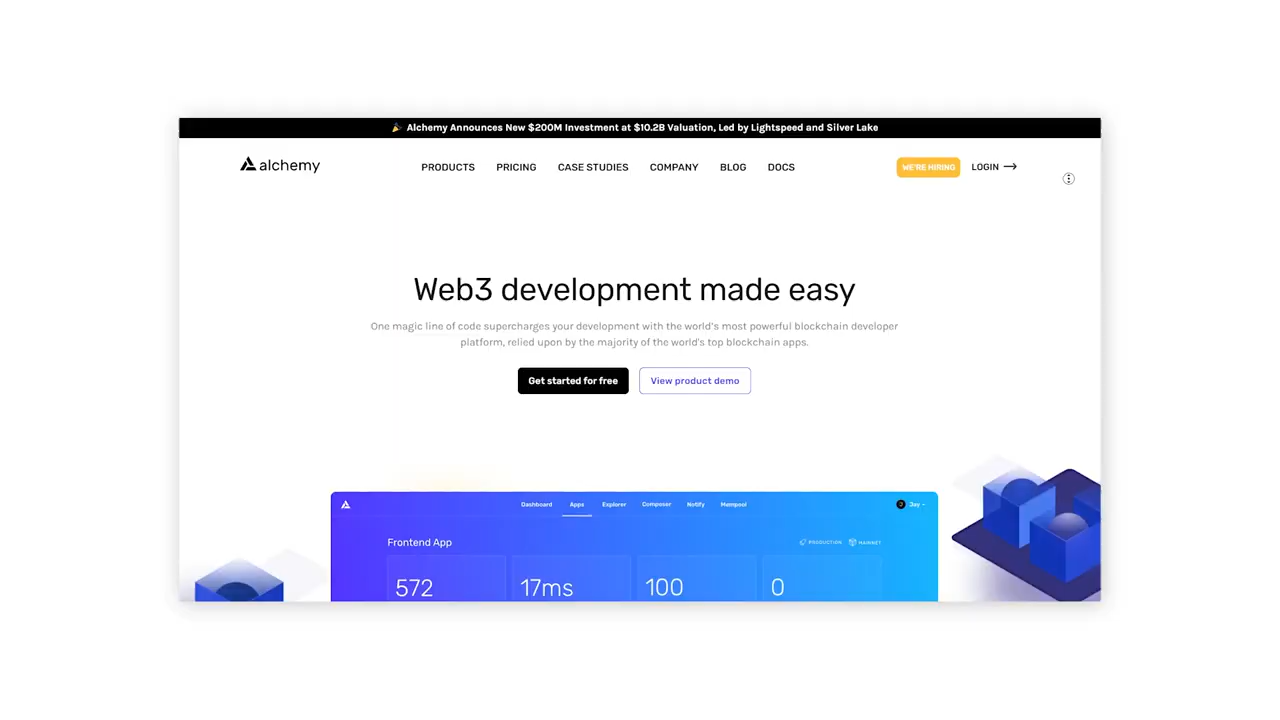 🎉 Alchemy Announces New $200M Investment at $10.2B Valuation, Led by Lightspeed and Silver Lake
alchemy
PRODUCTS PRICING CASE STUDIES COMPANY BLOG DOCS
WE'RE HIRING LOGIN →
Web3 development made easy
One magic line of code supercharges your development with the world's most powerful blockchain developer
platform, relied upon by the majority of the world's top blockchain apps.
Get started for free View product demo
Dashboard Apps Explorer Composer Notify Mempool
J Jay
Frontend App
PRODUCTION MAINNET
572 17ms 100 0